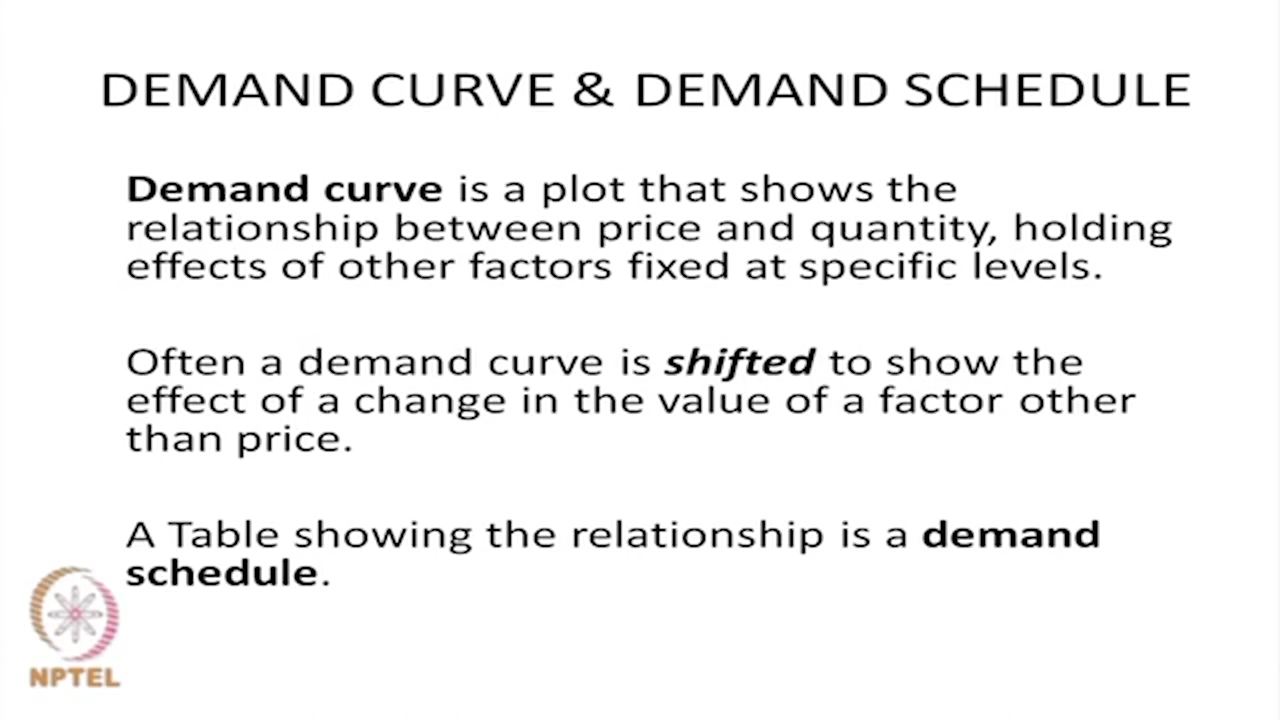 DEMAND CURVE & DEMAND SCHEDULE
Demand curve is a plot that shows the
relationship between price and quantity, holding
effects of other factors fixed at specific levels.
Often a demand curve is shifted to show the
effect of a change in the value of a factor other
than price.
A Table showing the relationship is a demand
schedule.
NPTEL